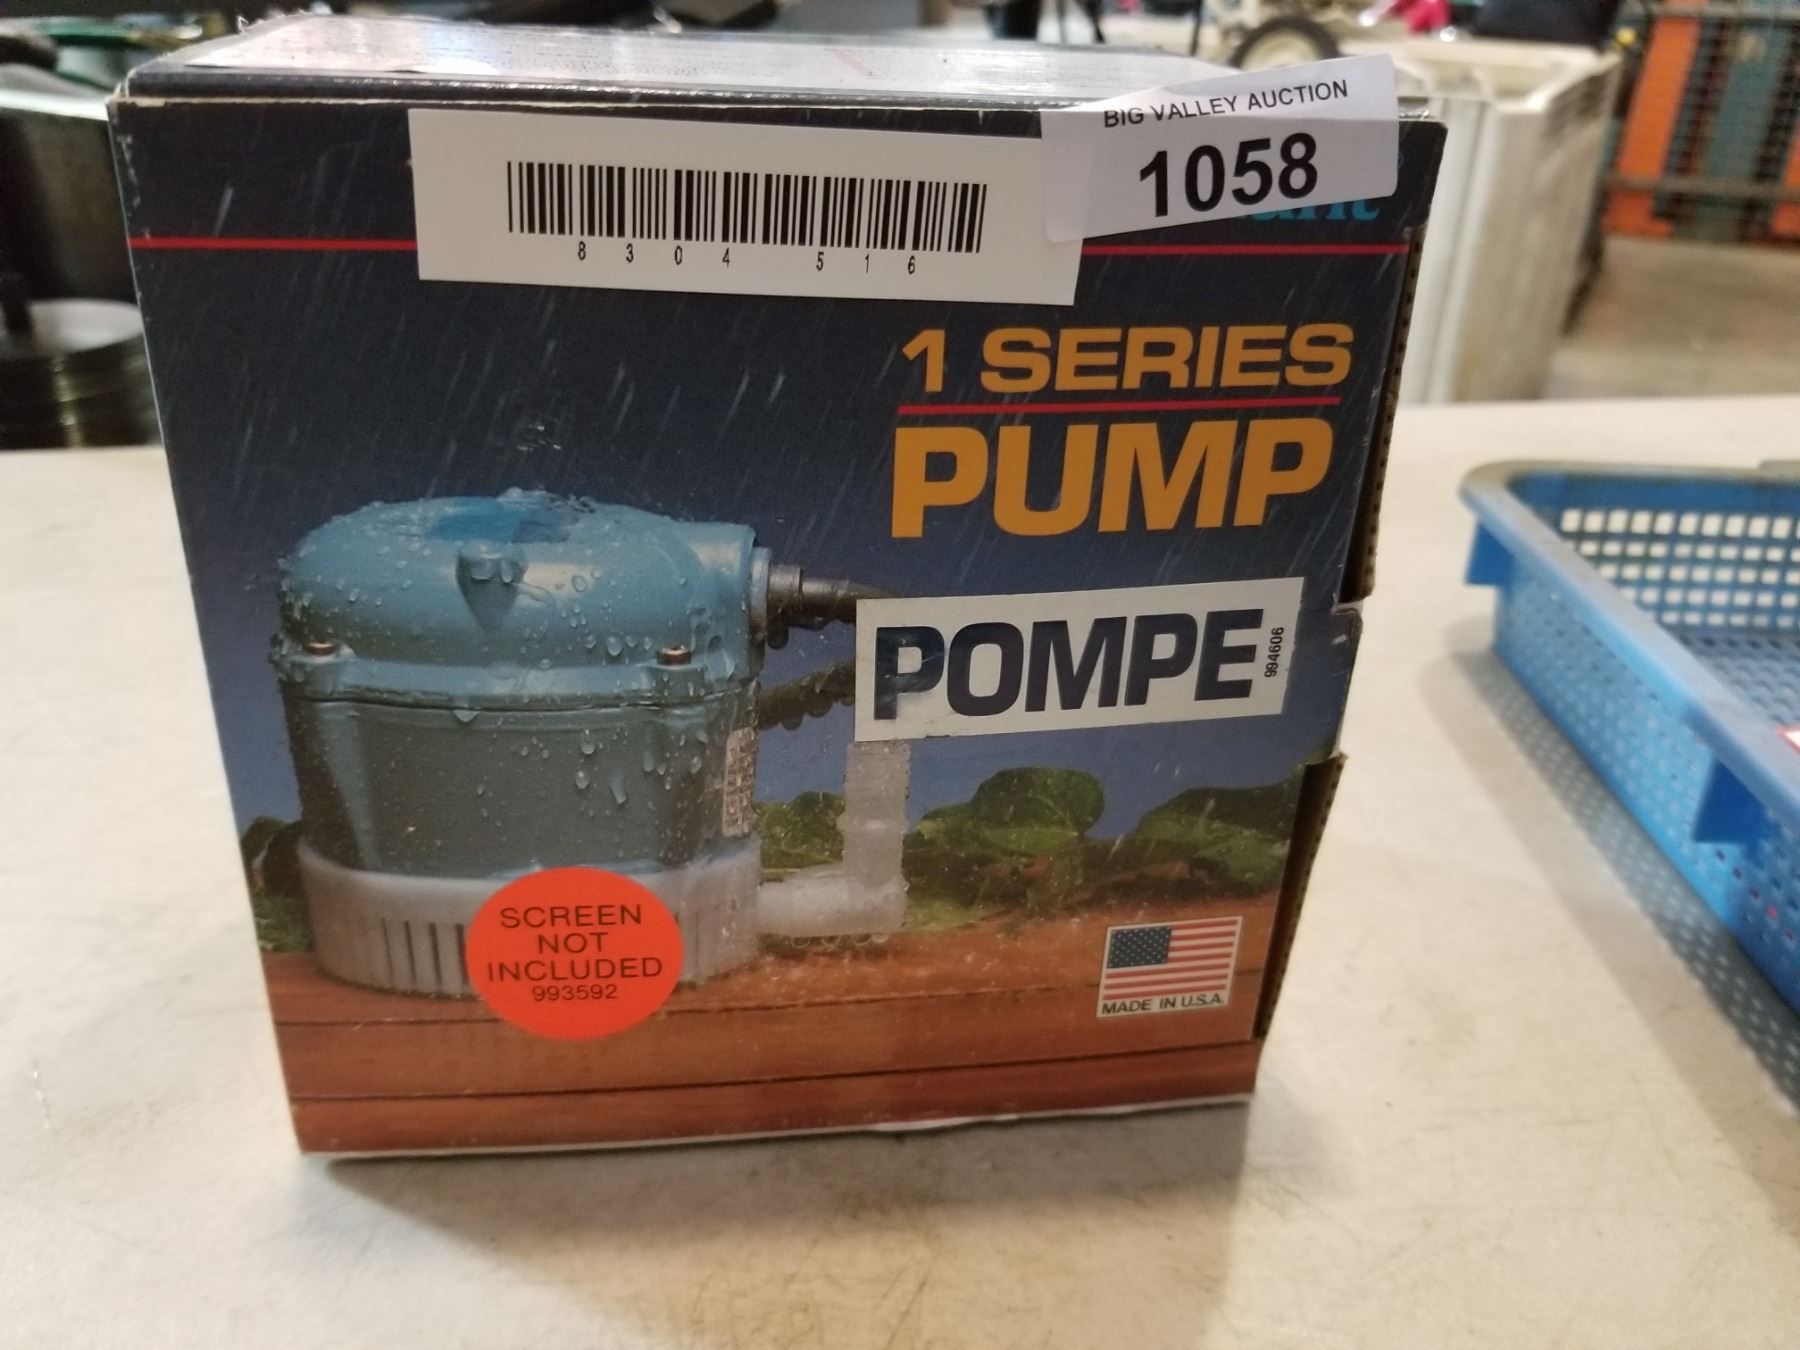 BIG VALLEY AUCTION
1058
8304 516
1 SERIES
PUMP
POMPE
994606
SCREEN
NOT
INCLUDED
993592
MADE IN U.S.A.